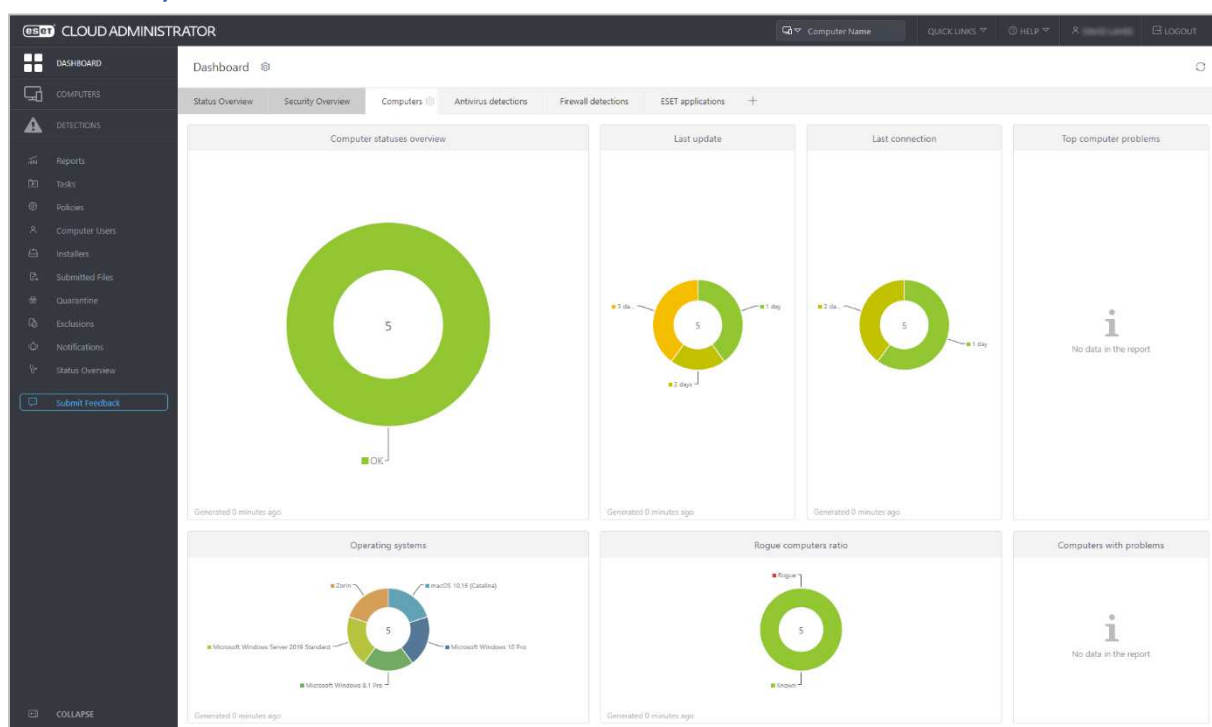 eset CLOUD ADMINISTRATOR
Computer Name
QUICK LINKS
HELP
LOGOUT
DASHBOARD
COMPUTERS
DETECTIONS
Reports
Tasks
Policies
Computer Users
Installers
Submitted Files
Quarantine
Exclusions
Notifications
Status Overview
Submit Feedback
COLLAPSE
Dashboard
Status Overview
Security Overview
Computers
Antivirus detections
Firewall detections
ESET applications
Computer statuses overview
5
OK
Generated 0 minutes ago
Last update
3 da...
1 day
5
2 days
Generated 0 minutes ago
Last connection
2 da...
5
1 day
Generated 0 minutes ago
Top computer problems
No data in the report
Operating systems
Zorin
macOS 10.15 (Catalina)
5
Microsoft Windows Server 2019 Standard
Microsoft Windows 10 Pro
Microsoft Windows 8.1 Pro
Generated 0 minutes ago
Rogue computers ratio
Rogue
5
Known
Generated 0 minutes ago
Computers with problems
No data in the report